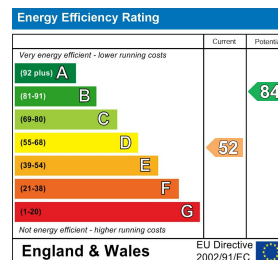 Energy Efficiency Rating
Current Potenti
Very energy efficient - lower running costs
(92 plus) A
(81-91) B
84
(69-80) C
(55-68) D
52
(39-54) E
(21-38) F
(1-20) G
Not energy efficient - higher running costs
England & Wales
EU Directive
2002/91/EC